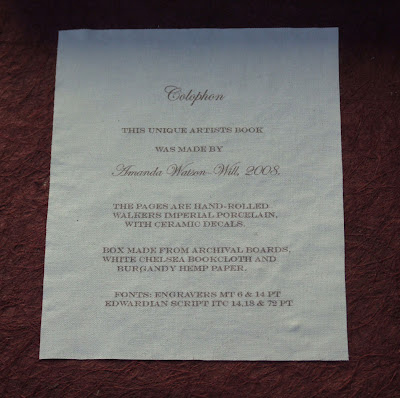 Colophon
THIS UNIQUE ARTISTS BOOK
WAS MADE BY
Amanda Watson-Will, 2008.
THE PAGES ARE HAND-ROLLED
WALKERS IMPERIAL PORCELAIN,
WITH CERAMIC DECALS.
BOX MADE FROM ARCHIVAL BOARDS,
WHITE CHELSEA BOOKCLOTH AND
BURGANDY HEMP PAPER.
FONTS: ENGRAVERS MT 6 & 14 PT
EDWARDIAN SCRIPT ITC 14,18 & 72 PT